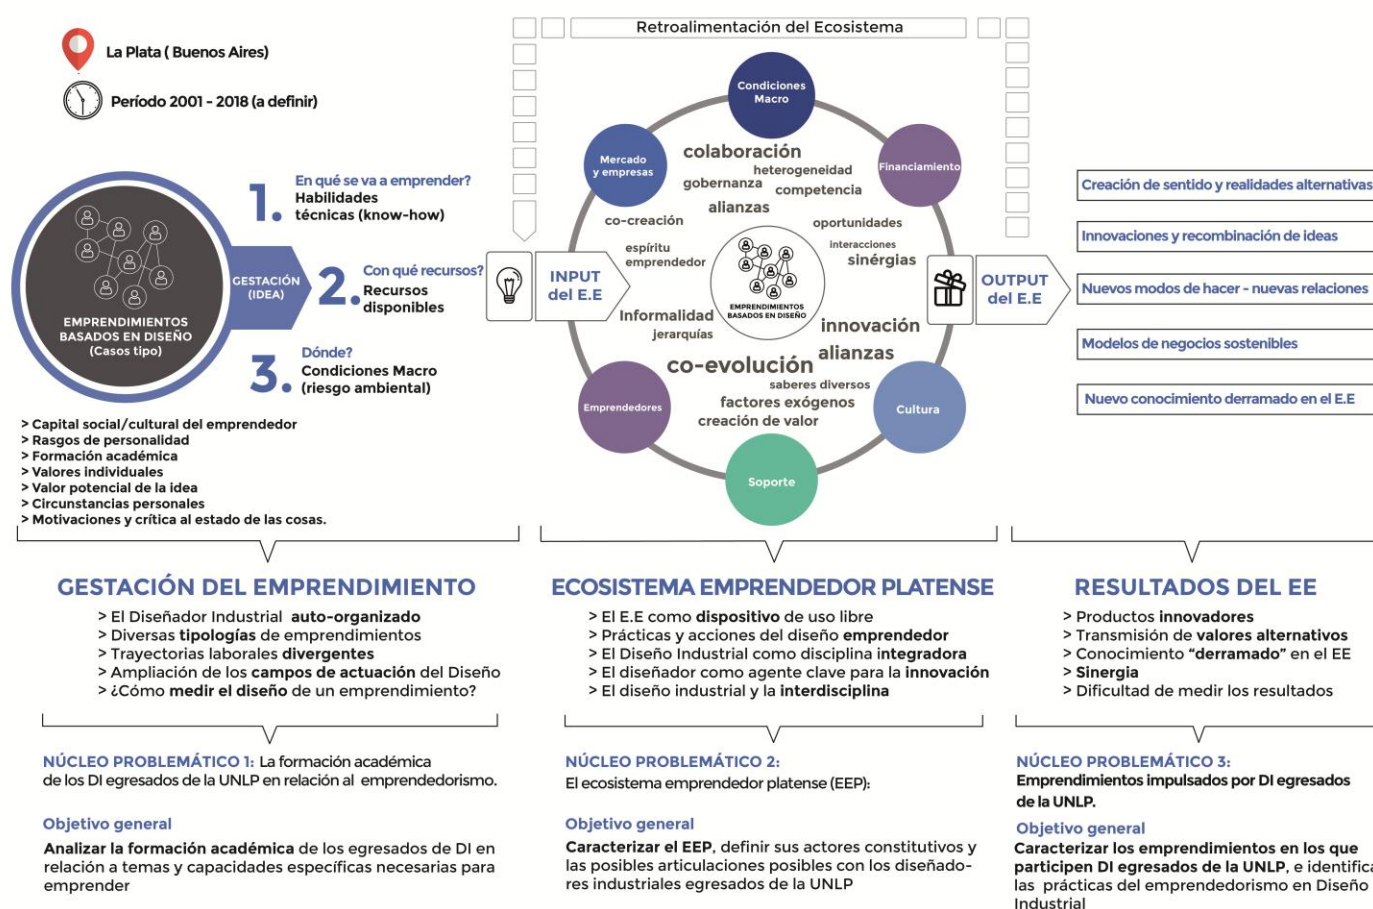 Retroalimentación del Ecosistema
La Plata ( Buenos Aires)
Período 2001 - 2018 (a definir)
EMPRENDIMIENTOS
BASADOS EN DISEÑO
(Casos tipo)
GESTACIÓN
(IDEA)
1.
En qué se va a emprender?
Habilidades
técnicas (know-how)
2.
Con qué recursos?
Recursos
disponibles
3.
Dónde?
Condiciones Macro
(riesgo ambiental)
> Capital social/cultural del emprendedor
> Rasgos de personalidad
> Formación académica
> Valores individuales
> Valor potencial de la idea
> Circunstancias personales
> Motivaciones y crítica al estado de las cosas.
INPUT
del E.E
Condiciones
Macro
Mercado
y empresas
Financiamiento
Emprendedores
Cultura
Soporte
colaboración
heterogeneidad
gobernanza
competencia
alianzas
co-creación
oportunidades
espíritu
emprendedor
interacciones
sinérgias
EMPRENDIMIENTOS
BASADOS EN DISEÑO
Informalidad
jerarquías
innovación
alianzas
co-evolución
saberes diversos
factores exógenos
creación de valor
OUTPUT
del E.E
Creación de sentido y realidades alternativas
Innovaciones y recombinación de ideas
Nuevos modos de hacer - nuevas relaciones
Modelos de negocios sostenibles
Nuevo conocimiento derramado en el E.E
GESTACIÓN DEL EMPRENDIMIENTO
> El Diseñador Industrial auto-organizado
> Diversas tipologías de emprendimientos
> Trayectorias laborales divergentes
> Ampliación de los campos de actuación del Diseño
> ¿Cómo medir el diseño de un emprendimiento?
NÚCLEO PROBLEMÁTICO 1: La formación académica
de los DI egresados de la UNLP en relación al emprendedorismo.
Objetivo general
Analizar la formación académica de los egresados de DI en
relación a temas y capacidades específicas necesarias para
emprender
ECOSISTEMA EMPRENDEDOR PLATENSE
> El E.E como dispositivo de uso libre
> Prácticas y acciones del diseño emprendedor
> El Diseño Industrial como disciplina integradora
> El diseñador como agente clave para la innovación
> El diseño industrial y la interdisciplina
NÚCLEO PROBLEMÁTICO 2:
El ecosistema emprendedor platense (EEP):
Objetivo general
Caracterizar el EEP, definir sus actores constitutivos y
las posibles articulaciones posibles con los diseñado-
res industriales egresados de la UNLP
RESULTADOS DEL EE
> Productos innovadores
> Transmisión de valores alternativos
> Conocimiento “derramado” en el EE
> Sinergia
> Dificultad de medir los resultados
NÚCLEO PROBLEMÁTICO 3:
Emprendimientos impulsados por DI egresados
de la UNLP.
Objetivo general
Caracterizar los emprendimientos en los que
participen DI egresados de la UNLP, e identifica
las prácticas del emprendedorismo en Diseño
Industrial